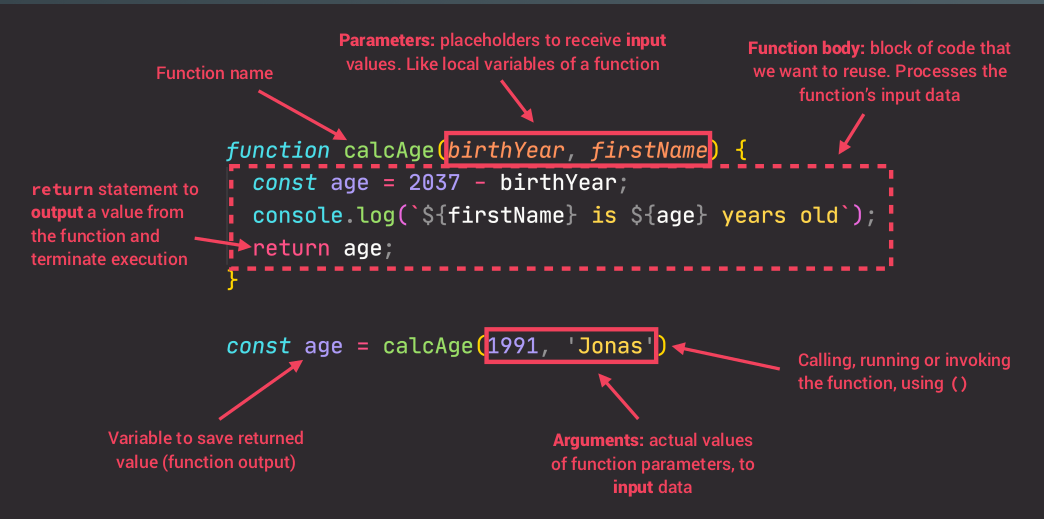 Parameters: placeholders to receive input
values. Like local variables of a function
Function name
Function body: block of code that
we want to reuse. Processes the
function's input data
function calcAge(birthYear, firstName) {
const age = 2037 - birthYear;
console.log(`${firstName} is ${age} years old`);
return age;
}
return statement to
output a value from
the function and
terminate execution
const age = calcAge(1991, 'Jonas')
Calling, running or invoking
the function, using ()
Variable to save returned
value (function output)
Arguments: actual values
of function parameters, to
input data